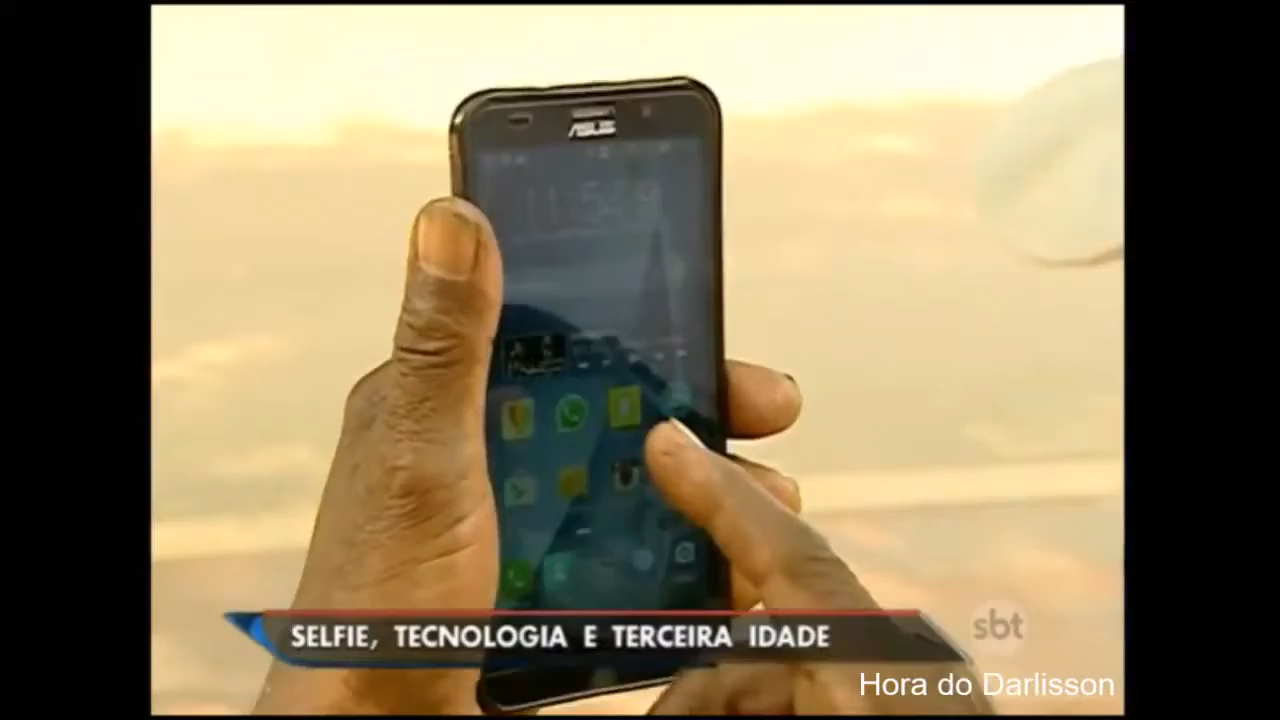 ASUS
SELFIE, TECNOLOGIA E TERCEIRA IDADE
sbt
Hora do Darlisson